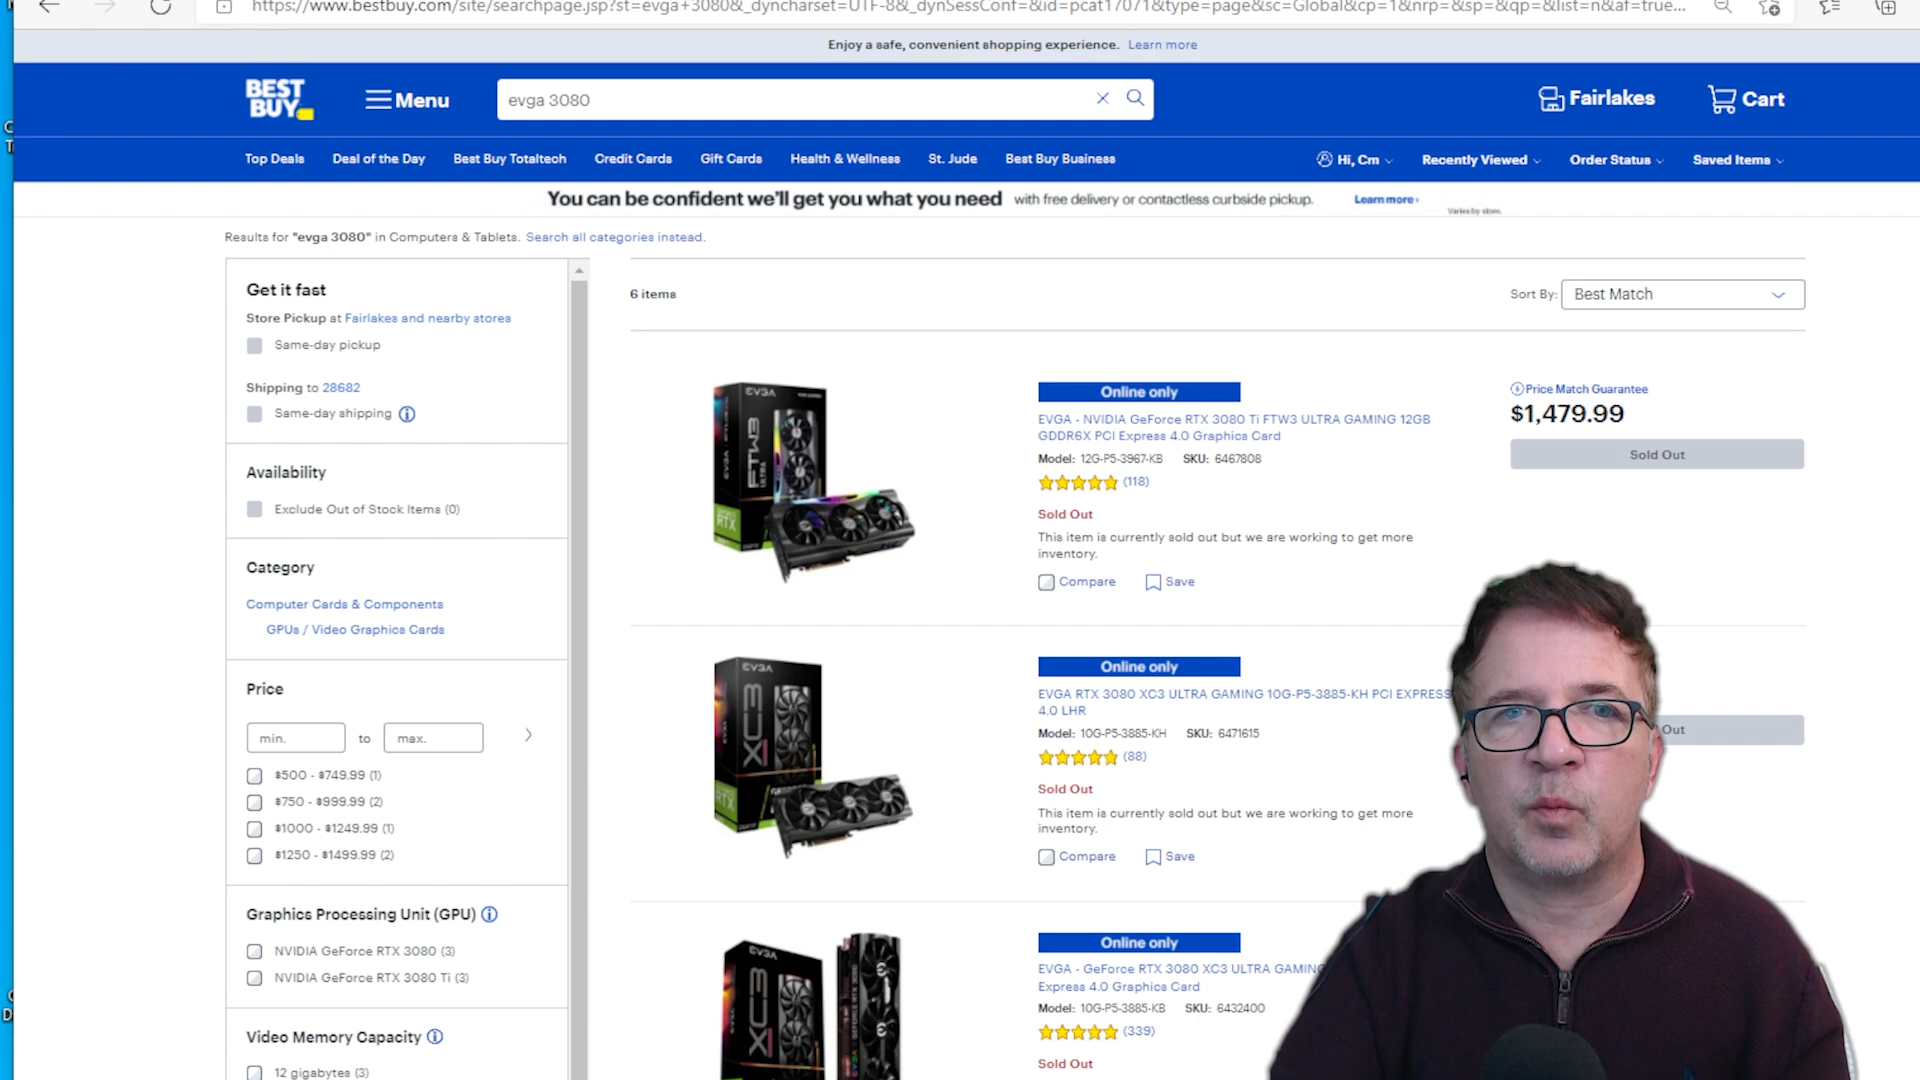 https://www.bestbuy.com/site/searchpage.jsp?st=evga+3080&_dyncharset=UTF-8&_dynSessConf=&id=pcat17071&type=page&sc=Global&cp=1&nrp=&sp=&qp=&list=n&af=true...
Enjoy a safe, convenient shopping experience. Learn more
BEST
BUY
Menu
evga 3080
Fairlakes
Cart
Top Deals Deal of the Day Best Buy Totaltech Credit Cards Gift Cards Health & Wellness St. Jude Best Buy Business
Hi, Cm Recently Viewed Order Status Saved Items
You can be confident we'll get you what you need with free delivery or contactless curbside pickup. Learn more›
Varies by store.
Results for "evga 3080" in Computers & Tablets. Search all categories instead.
Get it fast
Store Pickup at Fairlakes and nearby stores
Same-day pickup
Shipping to 28682
Same-day shipping
Availability
Exclude Out of Stock Items (0)
Category
Computer Cards & Components
GPUs / Video Graphics Cards
Price
min. to max.
$500 - $749.99 (1)
$750 - $999.99 (2)
$1000 - $1249.99 (1)
$1250 - $1499.99 (2)
Graphics Processing Unit (GPU)
NVIDIA GeForce RTX 3080 (3)
NVIDIA GeForce RTX 3080 Ti (3)
Video Memory Capacity
12 gigabytes (3)
6 items
Sort By: Best Match
EVGA
FTW3
ULTRA
RTX
Online only
EVGA - NVIDIA GeForce RTX 3080 Ti FTW3 ULTRA GAMING 12GB
GDDR6X PCI Express 4.0 Graphics Card
Model: 12G-P5-3967-KB SKU: 6467808
(118)
Sold Out
This item is currently sold out but we are working to get more
inventory.
Compare Save
Price Match Guarantee
$1,479.99
Sold Out
EVGA
XC3
RTX
Online only
EVGA RTX 3080 XC3 ULTRA GAMING 10G-P5-3885-KH PCI EXPRESS
4.0 LHR
Model: 10G-P5-3885-KH SKU: 6471615
(88)
Sold Out
This item is currently sold out but we are working to get more
inventory.
Compare Save
Out
EVGA
XC3
Online only
EVGA - GeForce RTX 3080 XC3 ULTRA GAMING
Express 4.0 Graphics Card
Model: 10G-P5-3885-KB SKU: 6432400
(339)
Sold Out